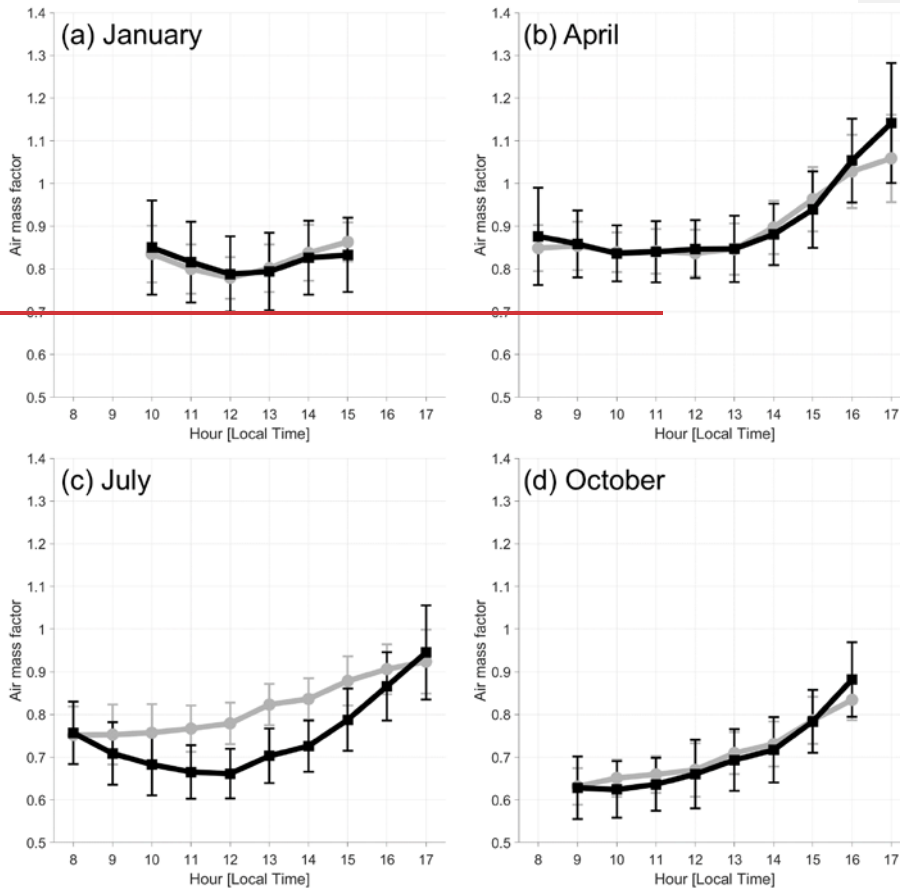 (a) January
Air mass factor
1.4
1.3
1.2
1.1
1
0.9
0.8
0.7
0.6
0.5
8 9 10 11 12 13 14 15 16 17
Hour [Local Time]
(b) April
Air mass factor
1.4
1.3
1.2
1.1
1
0.9
0.8
0.7
0.6
0.5
8 9 10 11 12 13 14 15 16 17
Hour [Local Time]
(c) July
Air mass factor
1.4
1.3
1.2
1.1
1
0.9
0.8
0.7
0.6
0.5
8 9 10 11 12 13 14 15 16 17
Hour [Local Time]
(d) October
Air mass factor
1.4
1.3
1.2
1.1
1
0.9
0.8
0.7
0.6
0.5
8 9 10 11 12 13 14 15 16 17
Hour [Local Time]